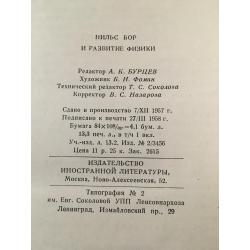 НИЛЬС БОР
И РАЗВИТИЕ ФИЗИКИ
Редактор А. К. БУРЦЕВ
Художник Б. И. Фомин
Технический редактор Т. С. Соколова
Корректор В. С. Назарова
Сдано в производство 7/XII 1957 г.
Подписано к печати 27/III 1958 г.
Бумага 84×108/32=4,1 бум. л.
13,3 печ. л., в т/ч 1 вкл.
Уч.-изд. л. 13,2. Изд. № 2/3456
Цена 11 р. 25 к. Зак. 2615
ИЗДАТЕЛЬСТВО
ИНОСТРАННОЙ ЛИТЕРАТУРЫ,
Москва, Ново-Алексеевская, 52.
Типография № 2
им. Евг. Соколовой УПП Ленсовнархоза
Ленинград, Измайловский пр., 29